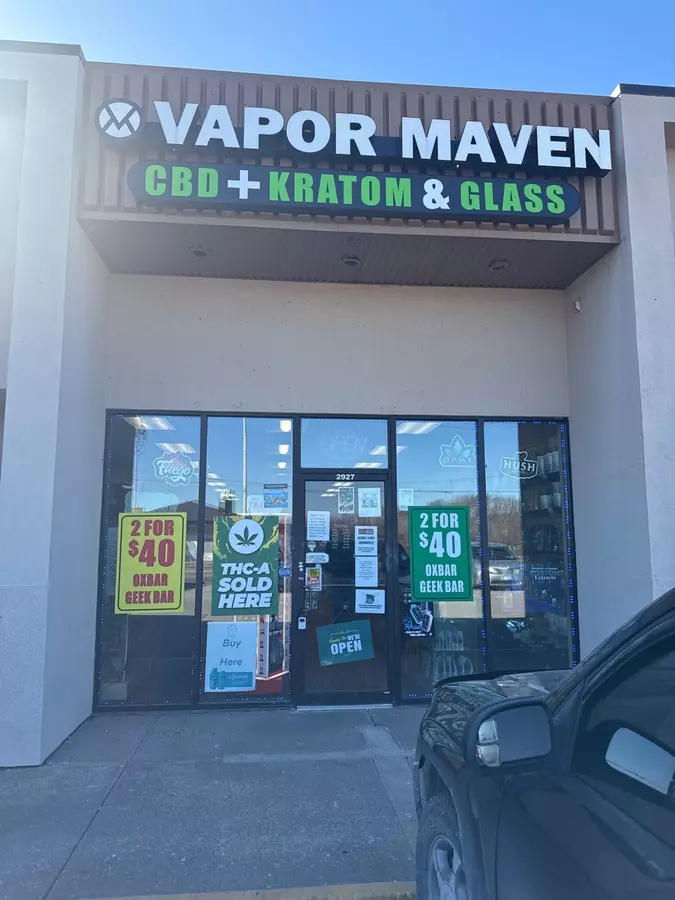 VAPOR MAVEN
CBD + KRATOM & GLASS
OPEN
2927
Fuego
OPMS
HUSH
2 FOR
$40
OXBAR
GEEK BAR
THC-A
SOLD
HERE
2 FOR
$40
OXBAR
GEEK BAR
Buy
Here
WE'RE
OPEN